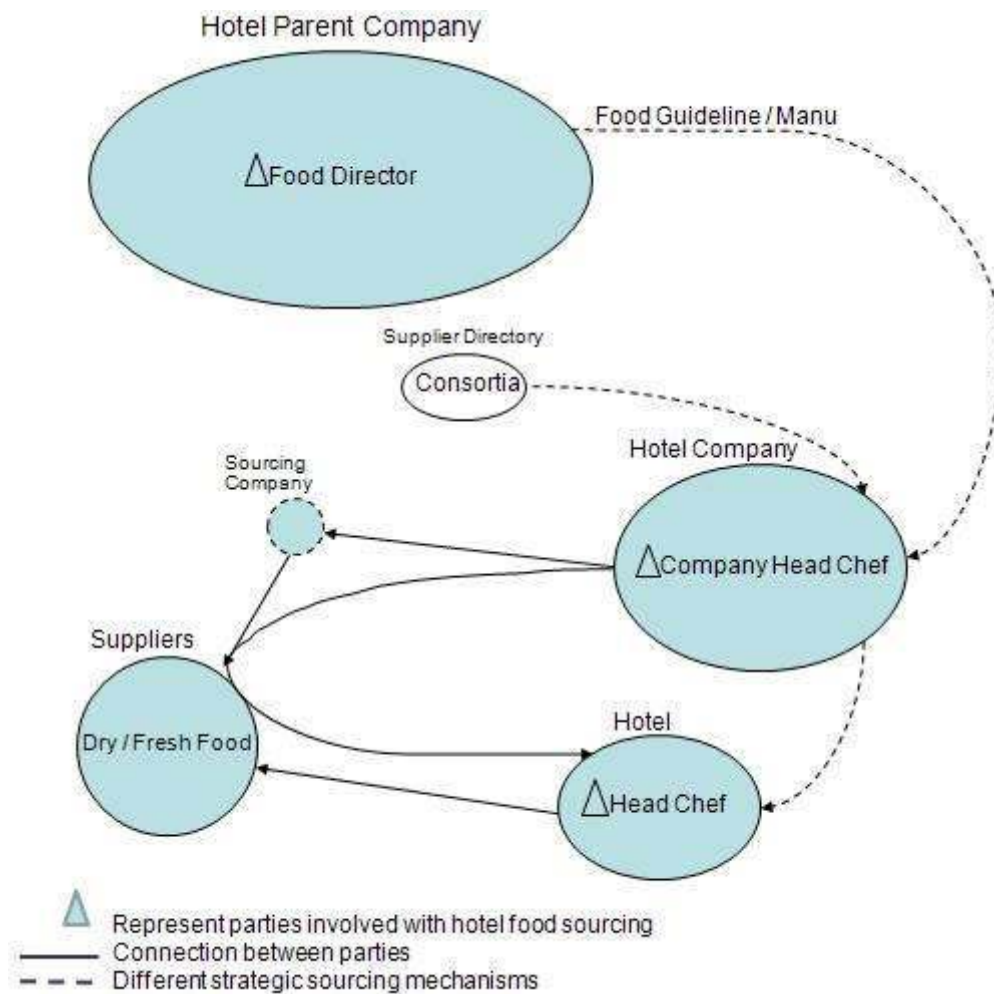 Hotel Parent Company
Food Guideline / Manu
Food Director
Supplier Directory
Consortia
Hotel Company
Sourcing
Company
Company Head Chef
Suppliers
Hotel
Dry / Fresh Food
Head Chef
Represent parties involved with hotel food sourcing
Connection between parties
Different strategic sourcing mechanisms